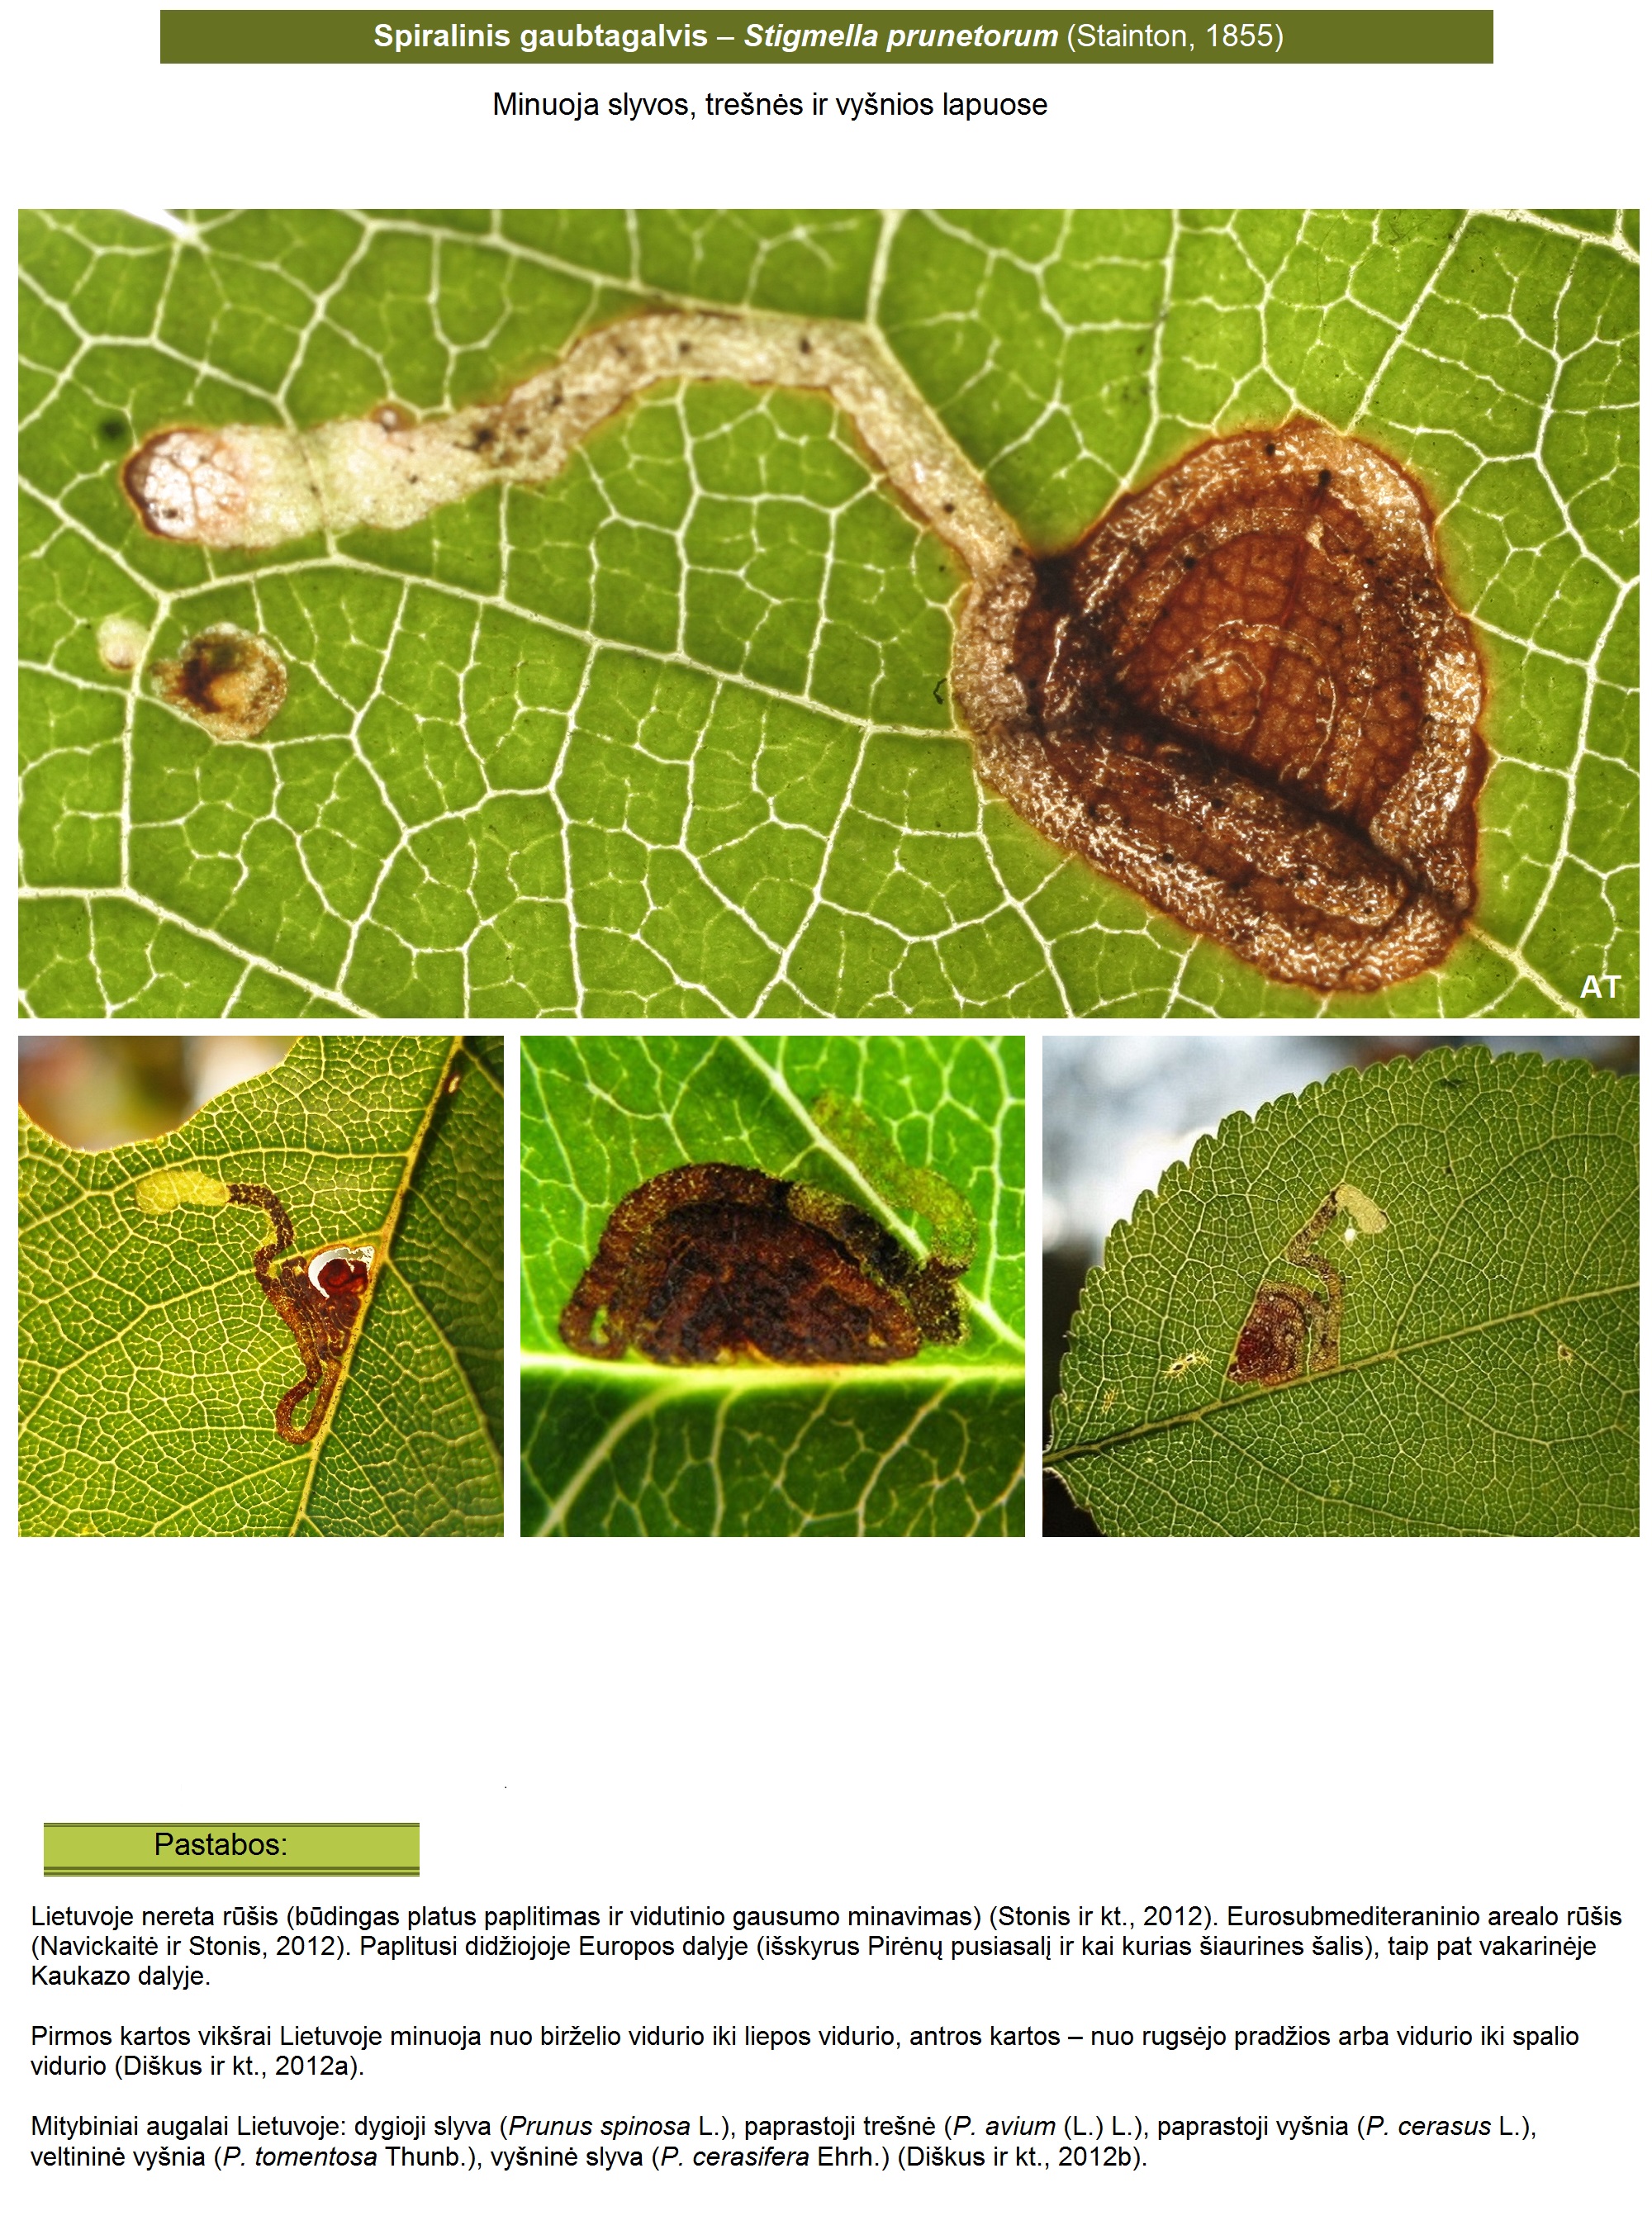 Spiralinis gaubtagalvis – Stigmella prunetorum (Stainton, 1855)
Minuoja slyvos, trešnės ir vyšnios lapuose
AT
Pastabos:
Lietuvoje nereta rūšis (būdingas platus paplitimas ir vidutinio gausumo minavimas) (Stonis ir kt., 2012). Eurosubmediteraninio arealo rūšis
(Navickaitė ir Stonis, 2012). Paplitusi didžiojoje Europos dalyje (išskyrus Pirėnų pusiasalį ir kai kurias šiaurines šalis), taip pat vakarinėje
Kaukazo dalyje.
Pirmos kartos vikšrai Lietuvoje minuoja nuo birželio vidurio iki liepos vidurio, antros kartos – nuo rugsėjo pradžios arba vidurio iki spalio
vidurio (Diškus ir kt., 2012a).
Mitybiniai augalai Lietuvoje: dygioji slyva (Prunus spinosa L.), paprastoji trešnė (P. avium (L.) L.), paprastoji vyšnia (P. cerasus L.),
veltininė vyšnia (P. tomentosa Thunb.), vyšninė slyva (P. cerasifera Ehrh.) (Diškus ir kt., 2012b).